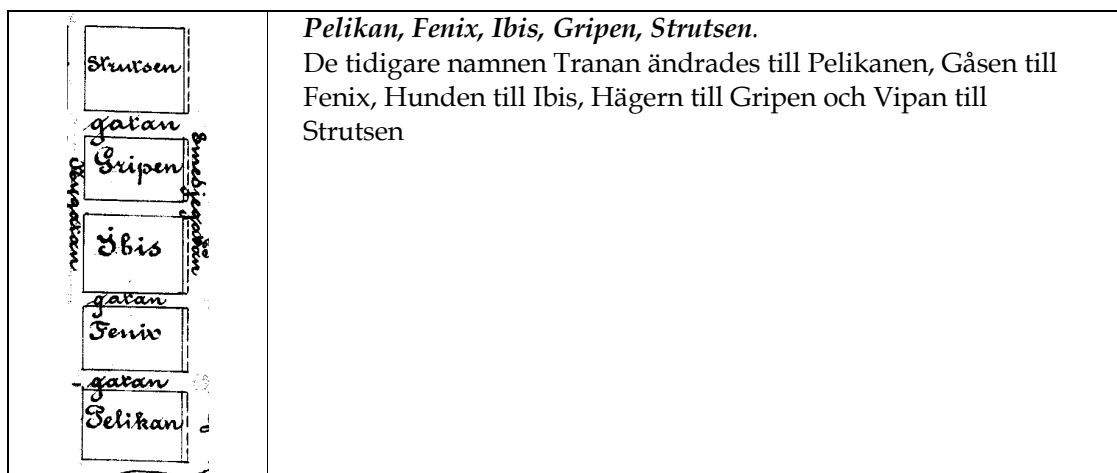 Strutsen
gatan
Gripen
Ibis
gatan
Fenix
gatan
Pelikan
Smedjegatan
Pelikan, Fenix, Ibis, Gripen, Strutsen.
De tidigare namnen Tranan ändrades till Pelikanen, Gåsen till
Fenix, Hunden till Ibis, Hägern till Gripen och Vipan till
Strutsen